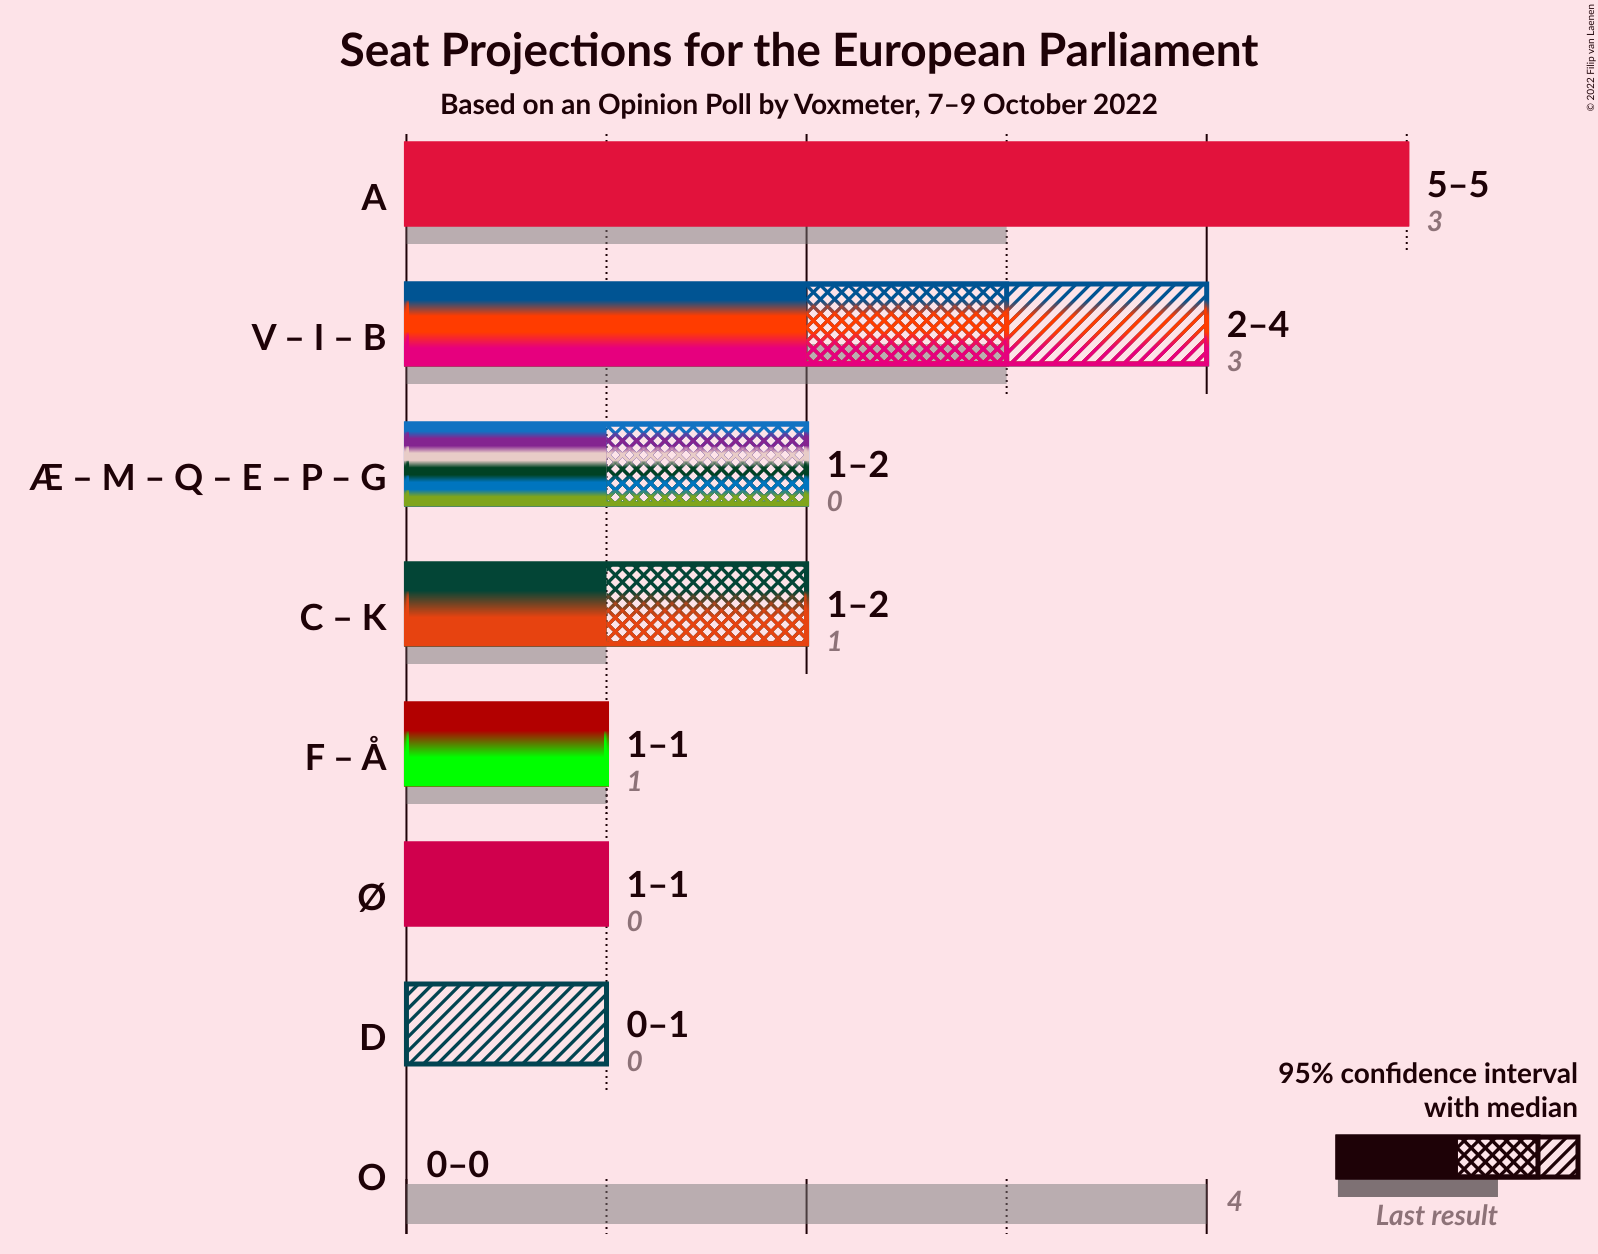 Seat Projections for the European Parliament
Based on an Opinion Poll by Voxmeter, 7–9 October 2022
© 2022 Filip van Laenen
A
5–5
3
V – I – B
2–4
3
Æ – M – Q – E – P – G
1–2
0
C – K
1–2
1
F – Å
1–1
1
Ø
1–1
0
D
0–1
0
O
0–0
4
95% confidence interval
with median
Last result